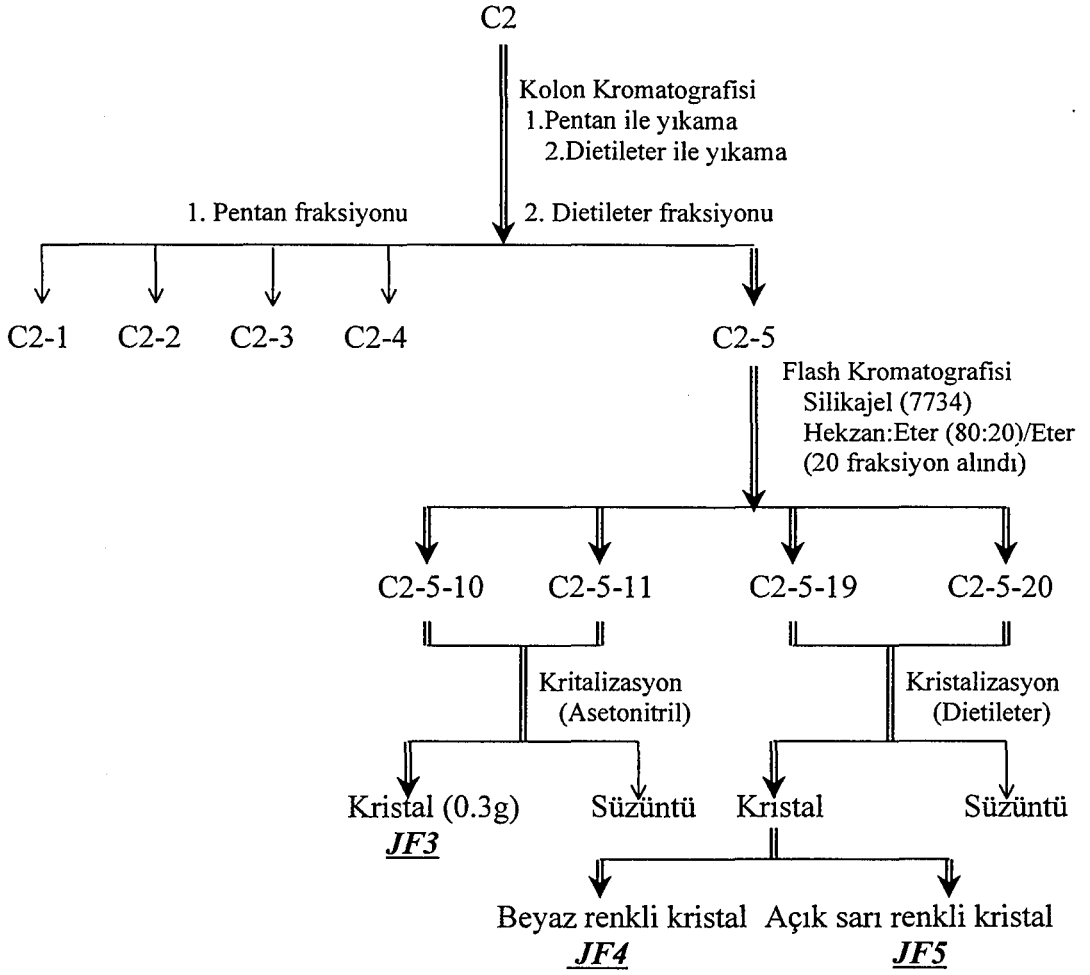 C2
Kolon Kromatografisi
1.Pentan ile yıkama
2.Dietileter ile yıkama
1. Pentan fraksiyonu
2. Dietileter fraksiyonu
C2-1
C2-2
C2-3
C2-4
C2-5
Flash Kromatografisi
Silikajel (7734)
Hekzan:Eter (80:20)/Eter
(20 fraksiyon alındı)
C2-5-10
C2-5-11
C2-5-19
C2-5-20
Kritalizasyon
(Asetonitril)
Kristalizasyon
(Dietileter)
Kristal (0.3g)
JF3
Süzüntü
Kristal
Süzüntü
Beyaz renkli kristal
JF4
Açık sarı renkli kristal
JF5